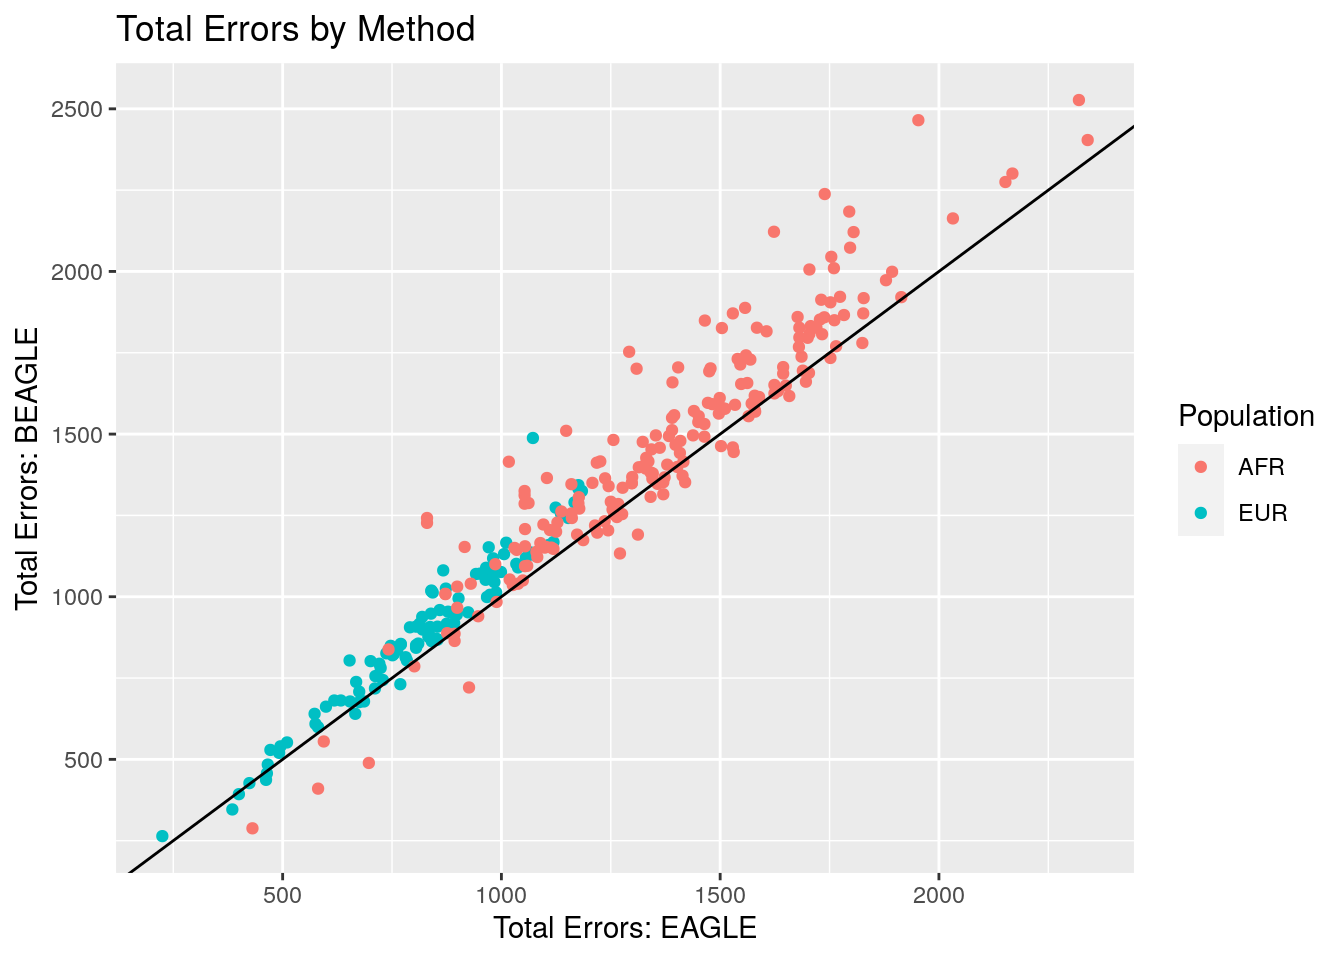 Total Errors by Method
Total Errors: BEAGLE
2500
2000
1500
1000
500
500 1000 1500 2000
Total Errors: EAGLE
Population
AFR
EUR